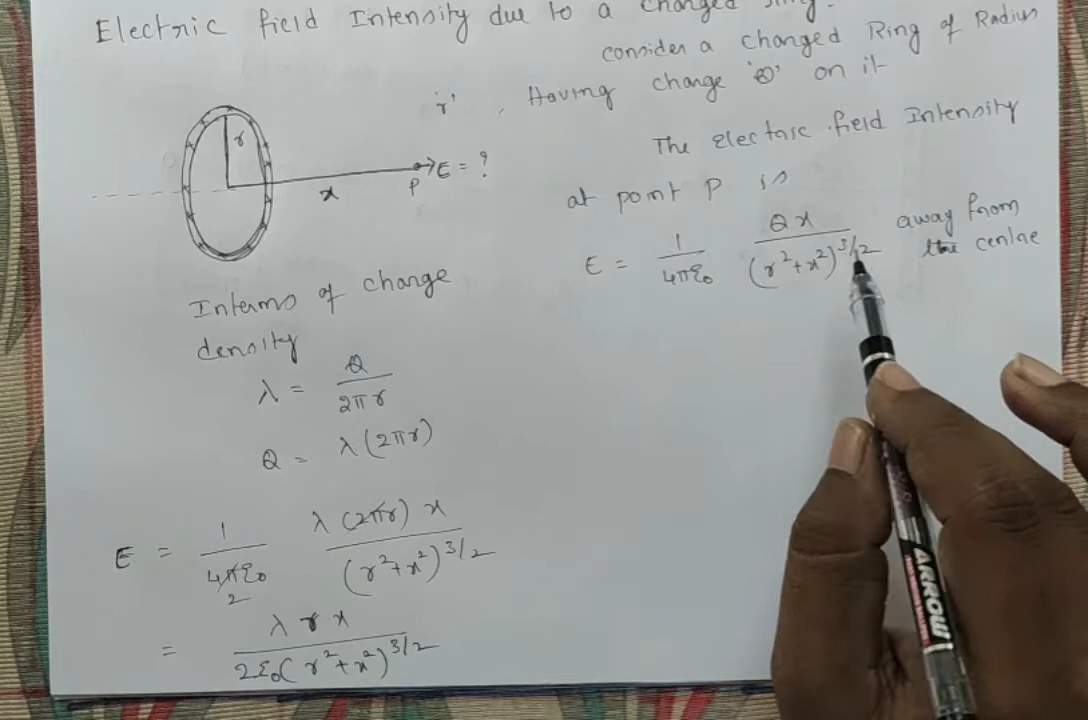 Electric field Intensity due to a charged ring.
consider a charged Ring of Radius
'r' , Having charge 'Q' on it
The electric field Intensity
at point P is
E = 1/4πε₀ Qx/(r²+x²)^3/2 away from the centre
r
x
P
E = ?
Interms of charge
density
λ = Q/2πr
Q = λ(2πr)
E = 1/4πε₀ λ(2πr) x/(r²+x²)^3/2
2
= λ r x/2ε₀(r²+x²)^3/2
ARROW